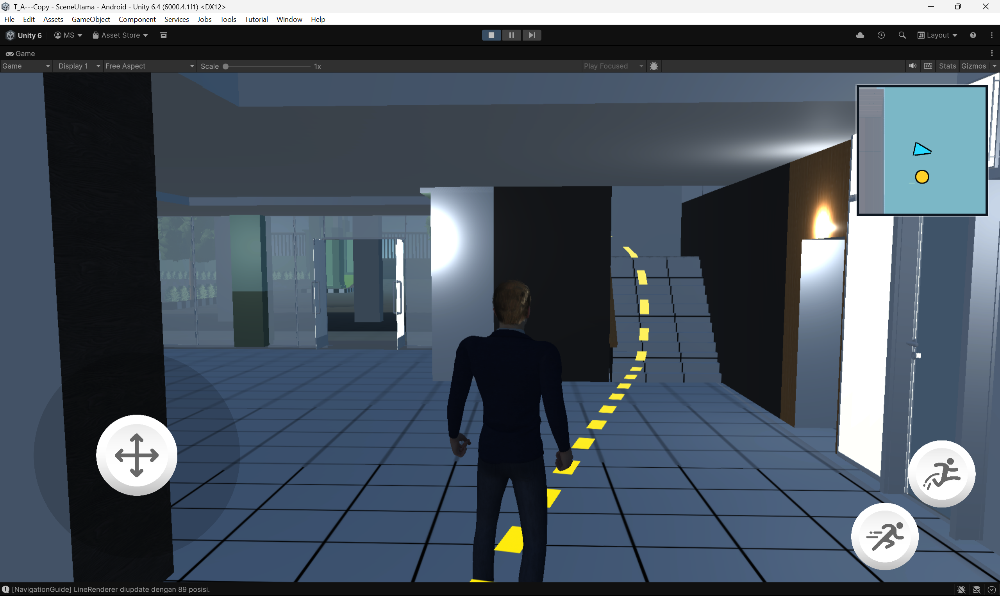 T_A---Copy - SceneUtama - Android - Unity 6.4 (6000.4.1f1) <DX12>
File Edit Assets GameObject Component Services Jobs Tools Tutorial Window Help
Unity 6 MS Asset Store Layout
Game
Game Display 1 Free Aspect Scale 1x Play Focused Stats Gizmos
[NavigationGuide] LineRenderer diupdate dengan 89 posisi.